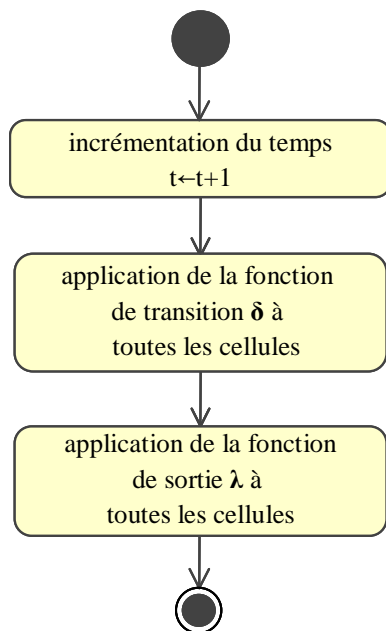 incrémentation du temps
t←t+1
application de la fonction
de transition δ à
toutes les cellules
application de la fonction
de sortie λ à
toutes les cellules